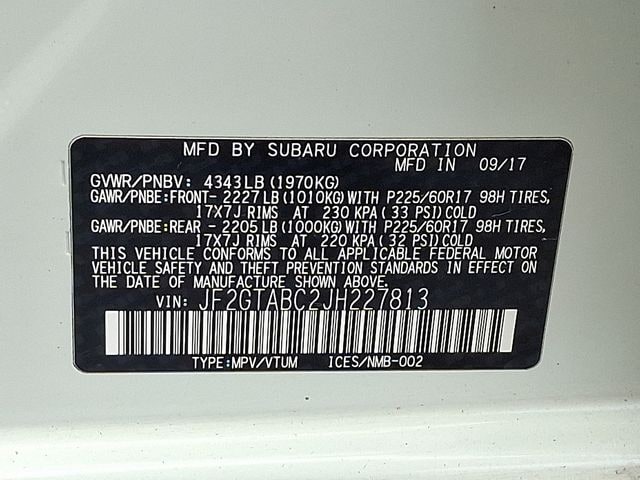 MFD BY SUBARU CORPORATION
MFD IN 09/17
GVWR/PNBV: 4343LB(1970KG)
GAWR/PNBE:FRONT-2227LB(1010KG)WITH P225/60R17 98H TIRES,
17X7J RIMS AT 230 KPA(33 PSI)COLD
GAWR/PNBE:REAR -2205LB(1000KG)WITH P225/60R17 98H TIRES,
17X7J RIMS AT 220 KPA(32 PSI)COLD
THIS VEHICLE CONFORMS TO ALL APPLICABLE FEDERAL MOTOR
VEHICLE SAFETY AND THEFT PREVENTION STANDARDS IN EFFECT ON
THE DATE OF MANUFACTURE SHOWN ABOVE.
VIN: JF2GTABC2JH227813
TYPE:MPV/VTUM ICES/NMB-002